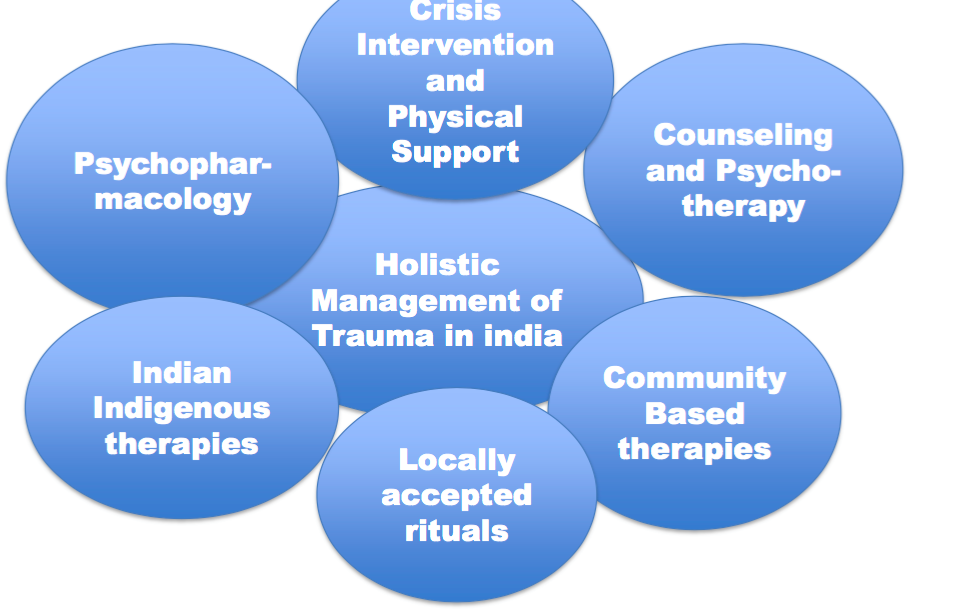 Crisis
Intervention
and
Physical
Support
Psychophar-
macology
Counseling
and Psycho-
therapy
Holistic
Management of
Trauma in india
Indian
Indigenous
therapies
Community
Based
therapies
Locally
accepted
rituals